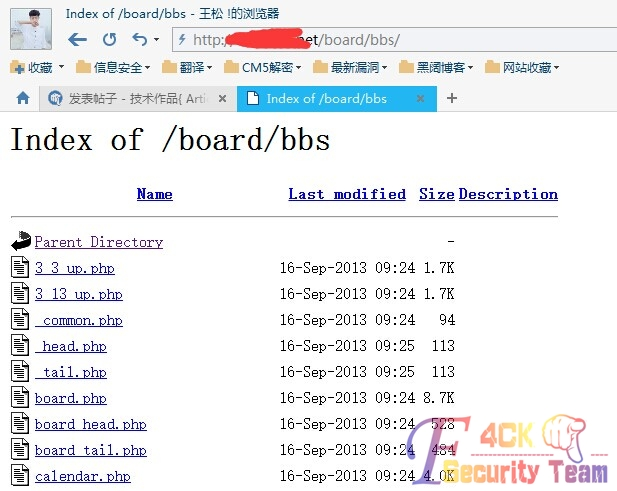 Index of /board/bbs - 王松 !的浏览器
http: et/board/bbs/
收藏 信息安全 翻译 CM5解密 最新漏洞 黑阔博客 网站收藏
发表帖子 - 技术作品{ Arti Index of /board/bbs
Index of /board/bbs
Name Last modified Size Description
Parent Directory -
3_3_up.php 16-Sep-2013 09:24 1.7K
3_13_up.php 16-Sep-2013 09:24 1.7K
_common.php 16-Sep-2013 09:24 94
_head.php 16-Sep-2013 09:25 113
_tail.php 16-Sep-2013 09:25 113
board.php 16-Sep-2013 09:24 8.7K
board_head.php 16-Sep-2013 09:24 528
board_tail.php 16-Sep-2013 09:24 484
calendar.php 16-Sep-2013 09:24 4.0K
F4CK
Security Team